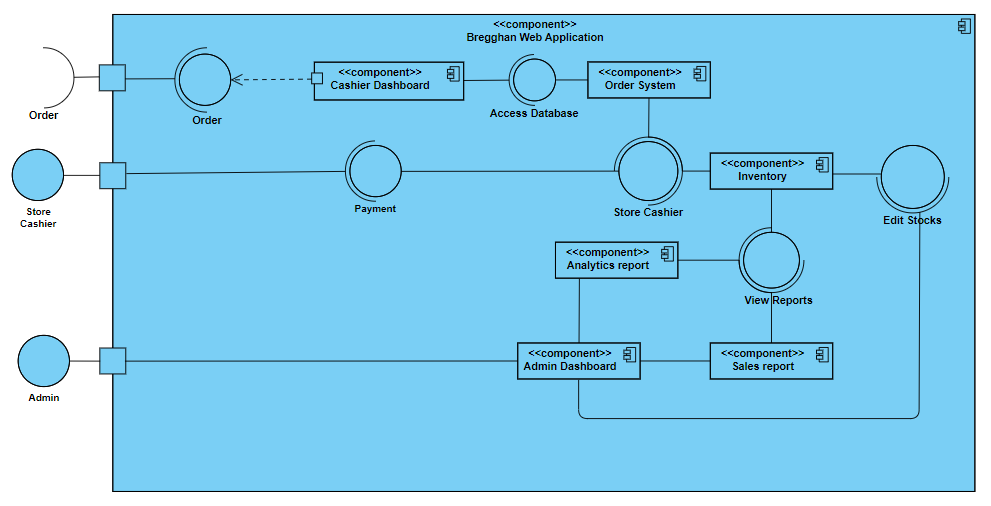 <<component>>
Bregghan Web Application
Order
Order
<<component>>
Cashier Dashboard
Access Database
<<component>>
Order System
Store
Cashier
Payment
Store Cashier
<<component>>
Inventory
Edit Stocks
<<component>>
Analytics report
View Reports
Admin
<<component>>
Admin Dashboard
<<component>>
Sales report